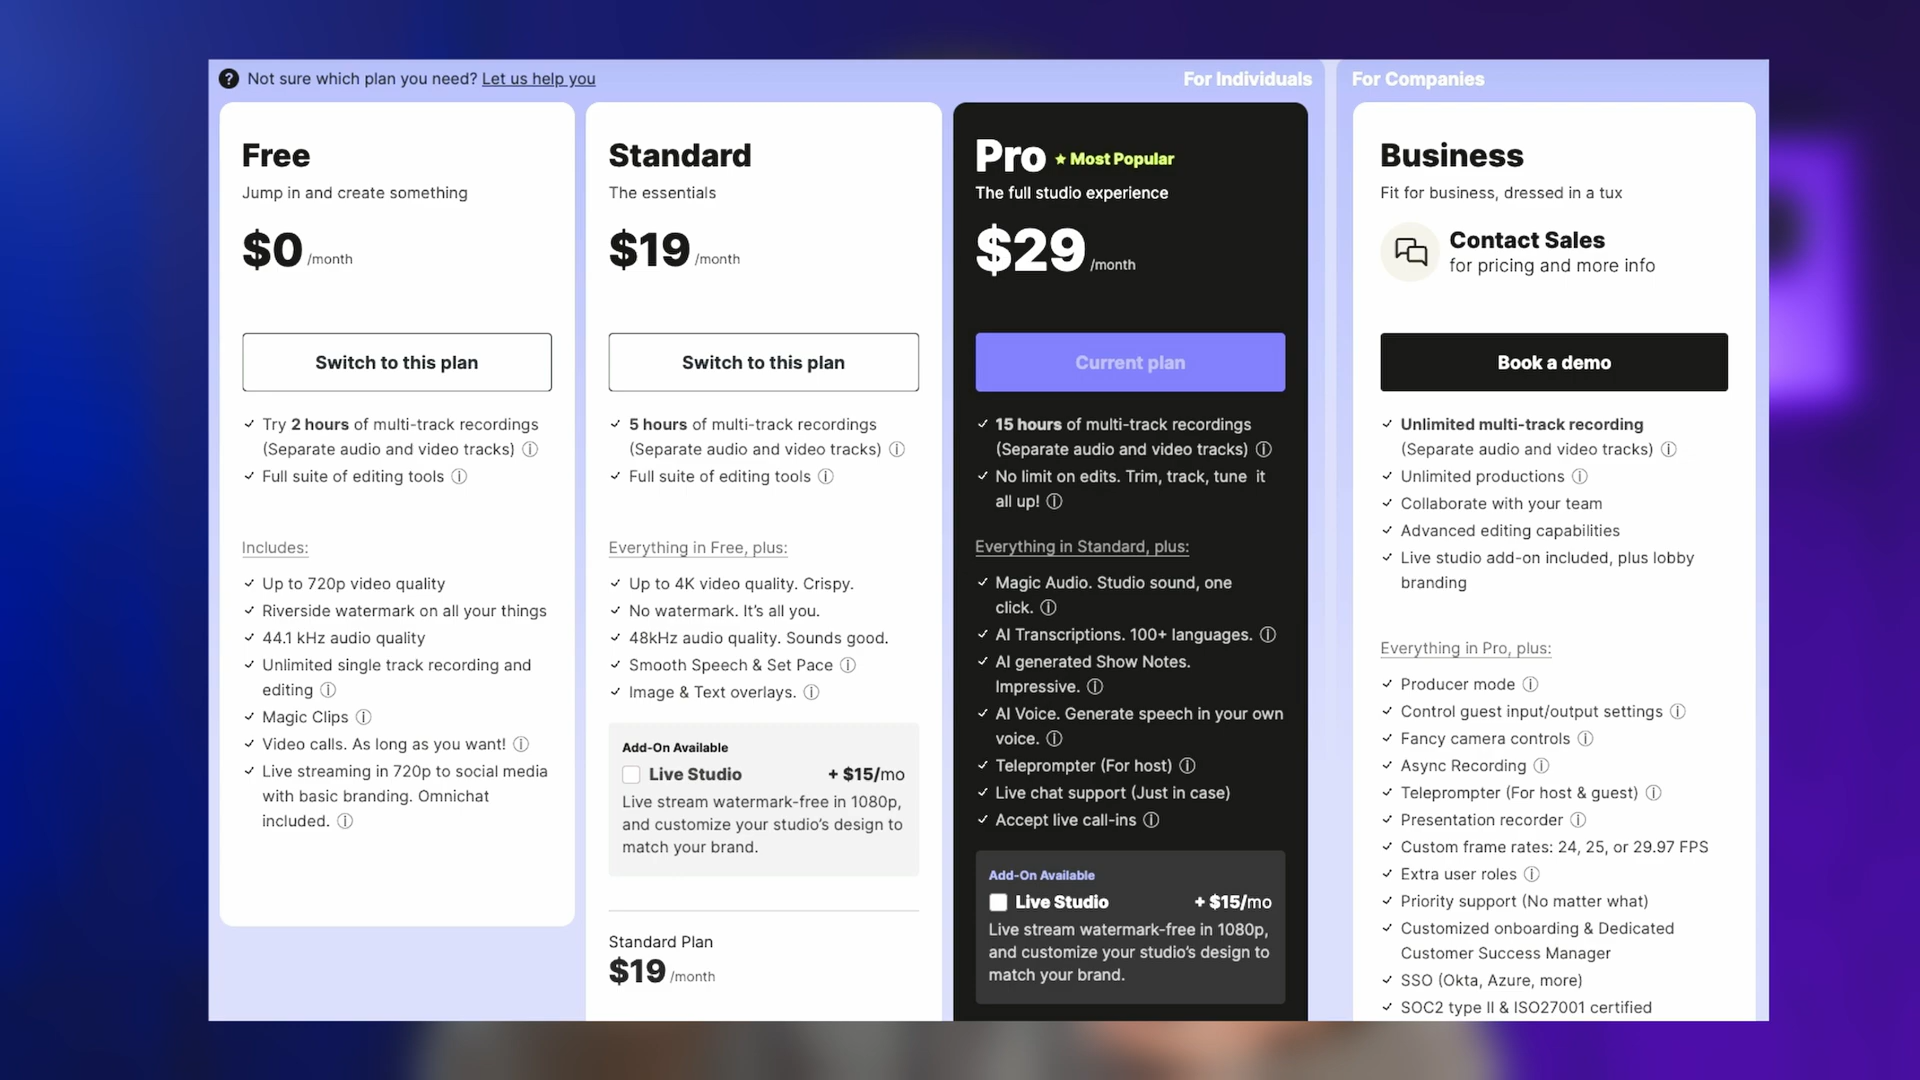 ? Not sure which plan you need? Let us help you
For Individuals
For Companies
Free
Jump in and create something
$0 /month
Switch to this plan
Try 2 hours of multi-track recordings
(Separate audio and video tracks)
Full suite of editing tools
Includes:
Up to 720p video quality
Riverside watermark on all your things
44.1 kHz audio quality
Unlimited single track recording and
editing
Magic Clips
Video calls. As long as you want!
Live streaming in 720p to social media
with basic branding. Omnichat
included.
Standard
The essentials
$19 /month
Switch to this plan
5 hours of multi-track recordings
(Separate audio and video tracks)
Full suite of editing tools
Everything in Free, plus:
Up to 4K video quality. Crispy.
No watermark. It's all you.
48kHz audio quality. Sounds good.
Smooth Speech & Set Pace
Image & Text overlays.
Add-On Available
Live Studio + $15/mo
Live stream watermark-free in 1080p,
and customize your studio's design to
match your brand.
Standard Plan
$19 /month
Pro ★ Most Popular
The full studio experience
$29 /month
Current plan
15 hours of multi-track recordings
(Separate audio and video tracks)
No limit on edits. Trim, track, tune it
all up!
Everything in Standard, plus:
Magic Audio. Studio sound, one
click.
AI Transcriptions. 100+ languages.
AI generated Show Notes.
Impressive.
AI Voice. Generate speech in your own
voice.
Teleprompter (For host)
Live chat support (Just in case)
Accept live call-ins
Add-On Available
Live Studio + $15/mo
Live stream watermark-free in 1080p,
and customize your studio's design to
match your brand.
Business
Fit for business, dressed in a tux
Contact Sales
for pricing and more info
Book a demo
Unlimited multi-track recording
(Separate audio and video tracks)
Unlimited productions
Collaborate with your team
Advanced editing capabilities
Live studio add-on included, plus lobby
branding
Everything in Pro, plus:
Producer mode
Control guest input/output settings
Fancy camera controls
Async Recording
Teleprompter (For host & guest)
Presentation recorder
Custom frame rates: 24, 25, or 29.97 FPS
Extra user roles
Priority support (No matter what)
Customized onboarding & Dedicated
Customer Success Manager
SSO (Okta, Azure, more)
SOC2 type II & ISO27001 certified